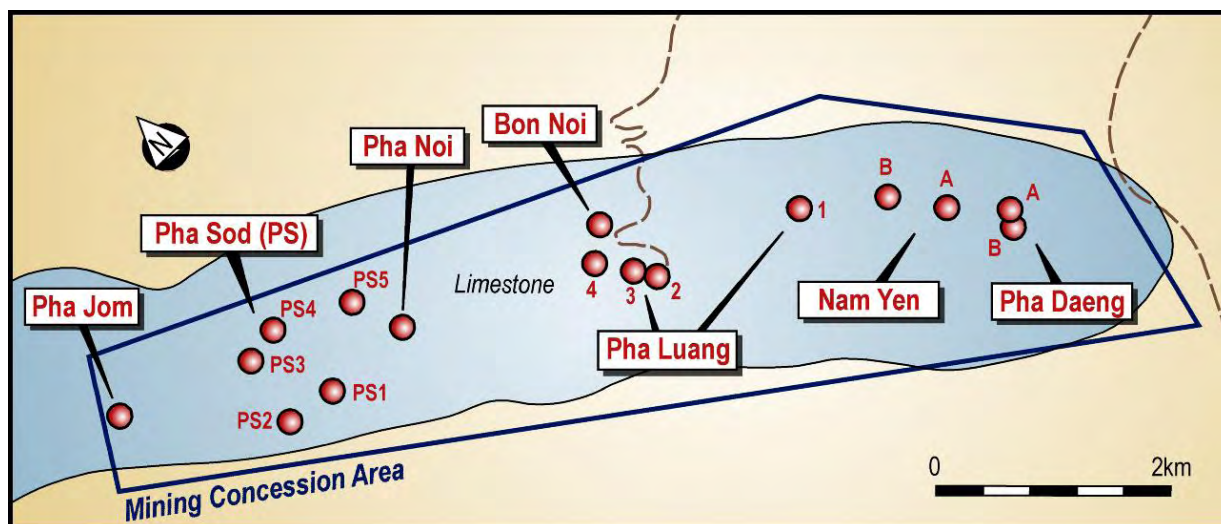 N
Bon Noi
Pha Noi
Pha Sod (PS)
Pha Jom
B
A
A
1
B
PS5
PS4
PS3
PS1
PS2
Limestone
4
3
2
Pha Luang
Nam Yen
Pha Daeng
Mining Concession Area
0
2km